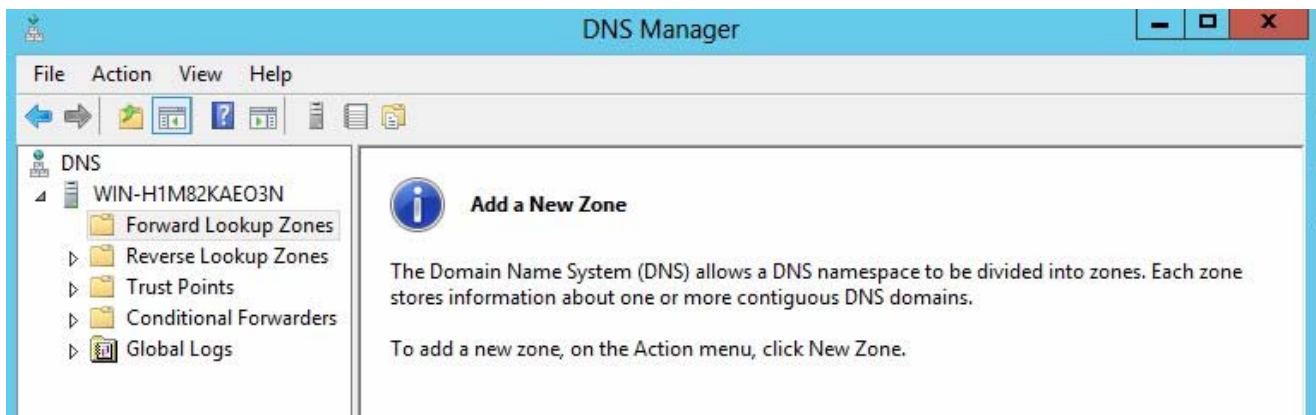 DNS Manager
File Action View Help
DNS
WIN-H1M82KAEO3N
Forward Lookup Zones
Reverse Lookup Zones
Trust Points
Conditional Forwarders
Global Logs
Add a New Zone
The Domain Name System (DNS) allows a DNS namespace to be divided into zones. Each zone
stores information about one or more contiguous DNS domains.
To add a new zone, on the Action menu, click New Zone.